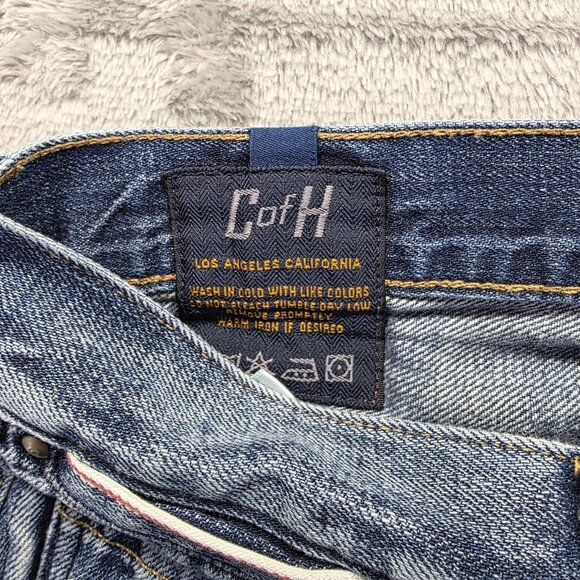 C of H
LOS ANGELES CALIFORNIA
WASH IN COLD WITH LIKE COLORS
DO NOT BLEACH TUMBLE DRY LOW
REMOVE PROMPTLY
WARM IRON IF DESIRED